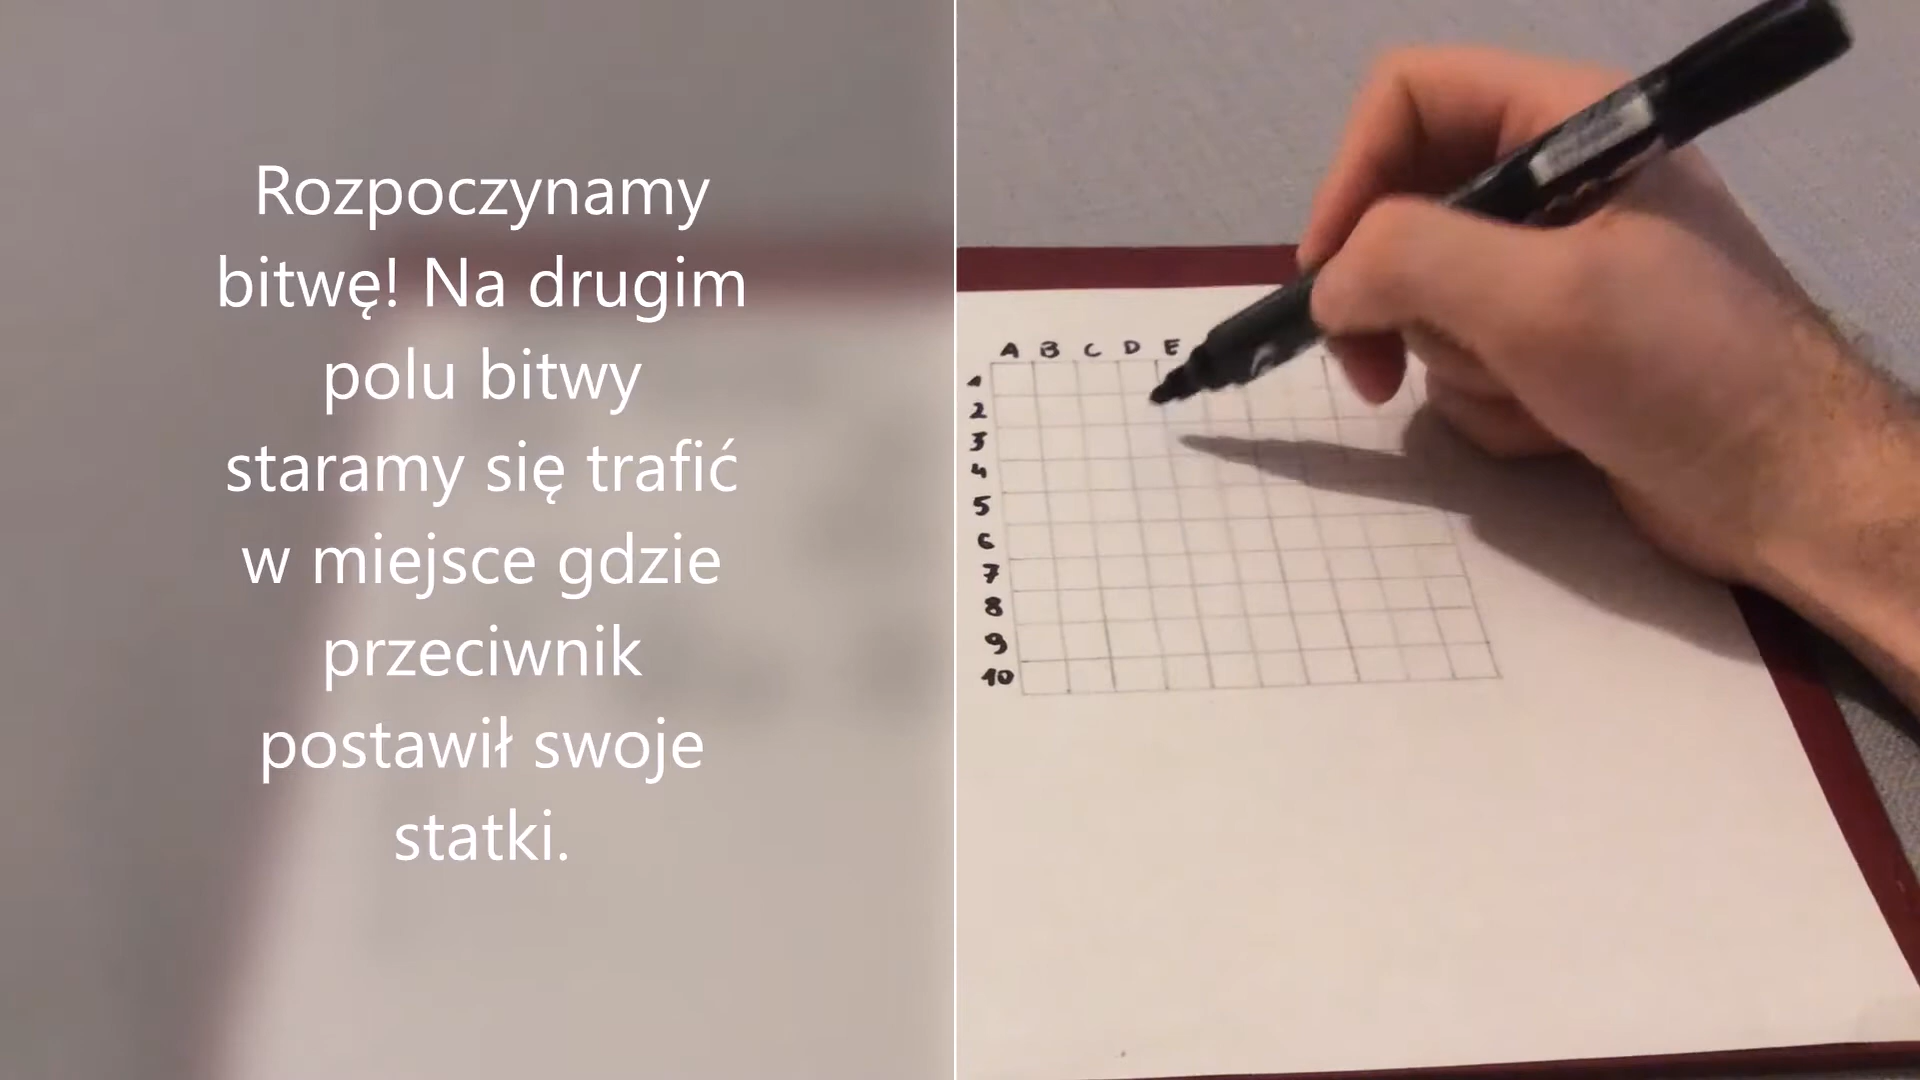 Rozpoczynamy
bitwę! Na drugim
polu bitwy
staramy się trafić
w miejsce gdzie
przeciwnik
postawił swoje
statki.
A B C D E
1
2
3
4
5
6
7
8
9
10